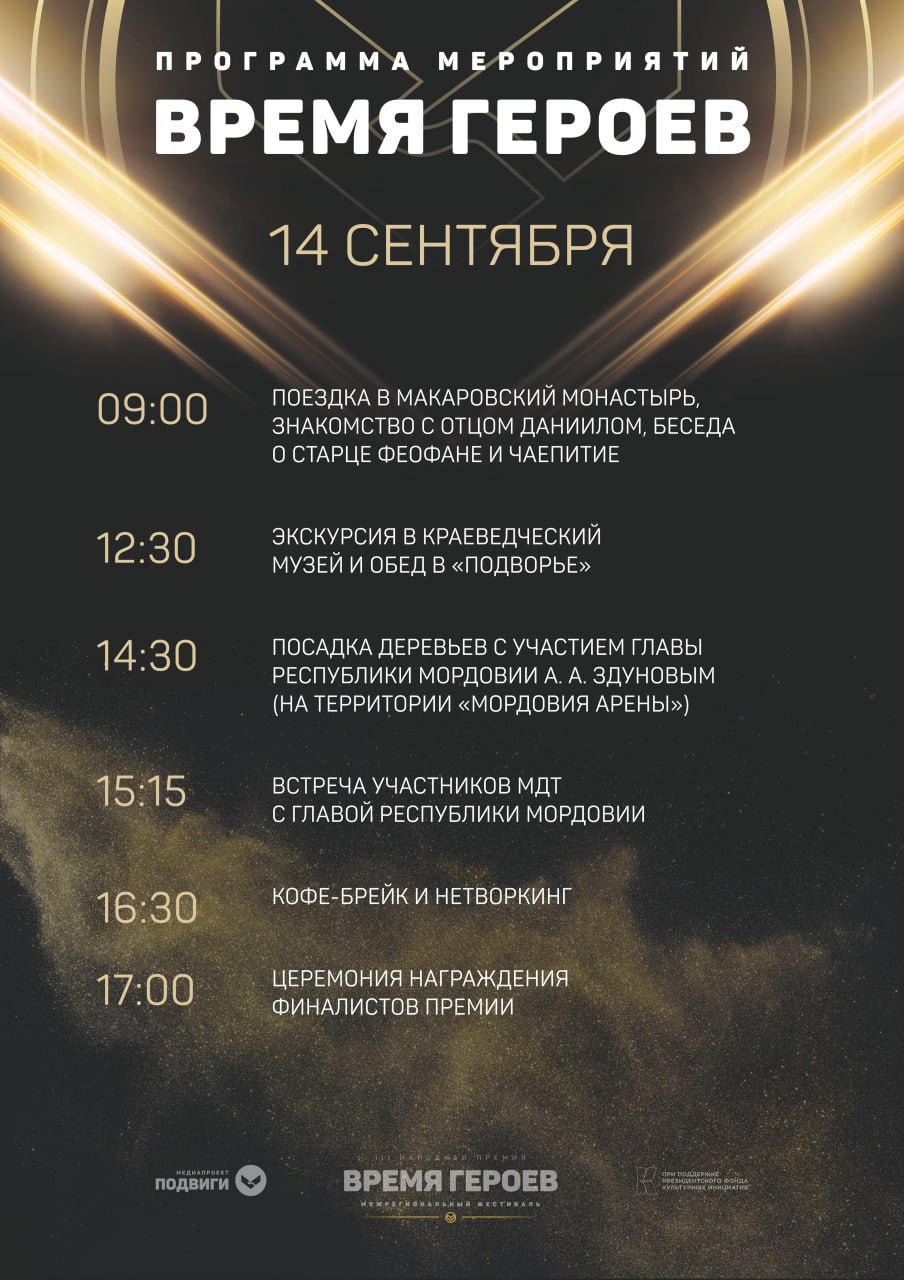 ПРОГРАММА МЕРОПРИЯТИЙ
ВРЕМЯ ГЕРОЕВ
14 СЕНТЯБРЯ
09:00
ПОЕЗДКА В МАКАРОВСКИЙ МОНАСТЫРЬ,
ЗНАКОМСТВО С ОТЦОМ ДАНИИЛОМ, БЕСЕДА
О СТАРЦЕ ФЕОФАНЕ И ЧАЕПИТИЕ
12:30
ЭКСКУРСИЯ В КРАЕВЕДЧЕСКИЙ
МУЗЕЙ И ОБЕД В «ПОДВОРЬЕ»
14:30
ПОСАДКА ДЕРЕВЬЕВ С УЧАСТИЕМ ГЛАВЫ
РЕСПУБЛИКИ МОРДОВИИ А. А. ЗДУНОВЫМ
(НА ТЕРРИТОРИИ «МОРДОВИЯ АРЕНЫ»)
15:15
ВСТРЕЧА УЧАСТНИКОВ МДТ
С ГЛАВОЙ РЕСПУБЛИКИ МОРДОВИИ
16:30
КОФЕ-БРЕЙК И НЕТВОРКИНГ
17:00
ЦЕРЕМОНИЯ НАГРАЖДЕНИЯ
ФИНАЛИСТОВ ПРЕМИИ
МЕДИАПРОЕКТ
ПОДВИГИ
III НАРОДНАЯ ПРЕМИЯ
ВРЕМЯ ГЕРОЕВ
МЕЖРЕГИОНАЛЬНЫЙ ФЕСТИВАЛЬ
ПРИ ПОДДЕРЖКЕ
ПРЕЗИДЕНТСКОГО ФОНДА
КУЛЬТУРНЫХ ИНИЦИАТИВ